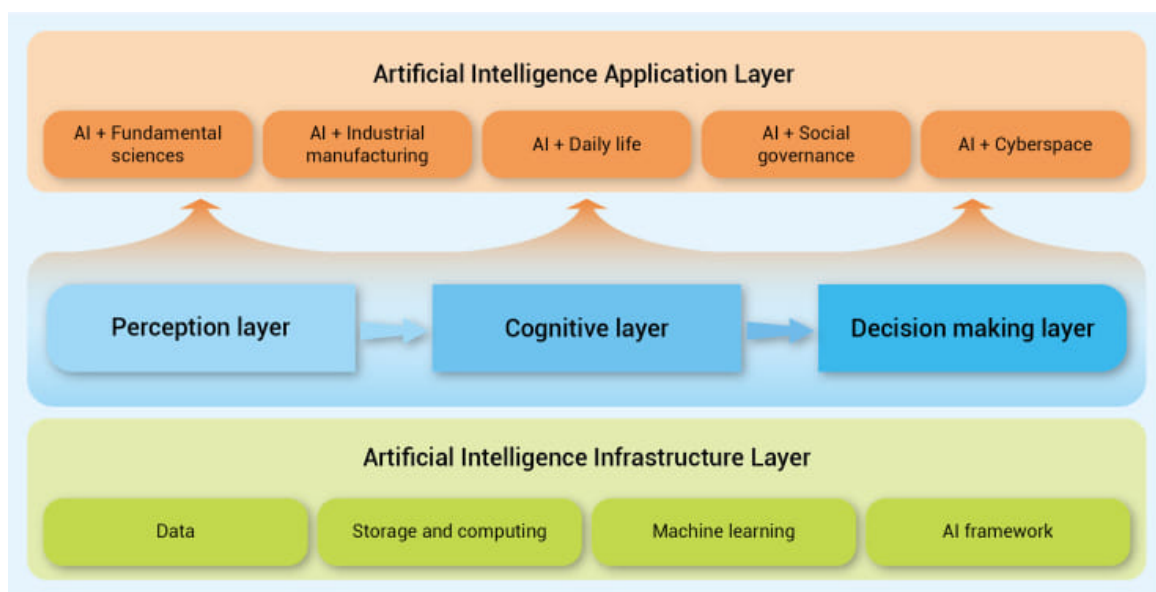 Artificial Intelligence Application Layer
AI + Fundamental
sciences
AI + Industrial
manufacturing
AI + Daily life
AI + Social
governance
AI + Cyberspace
Perception layer
Cognitive layer
Decision making layer
Artificial Intelligence Infrastructure Layer
Data
Storage and computing
Machine learning
AI framework